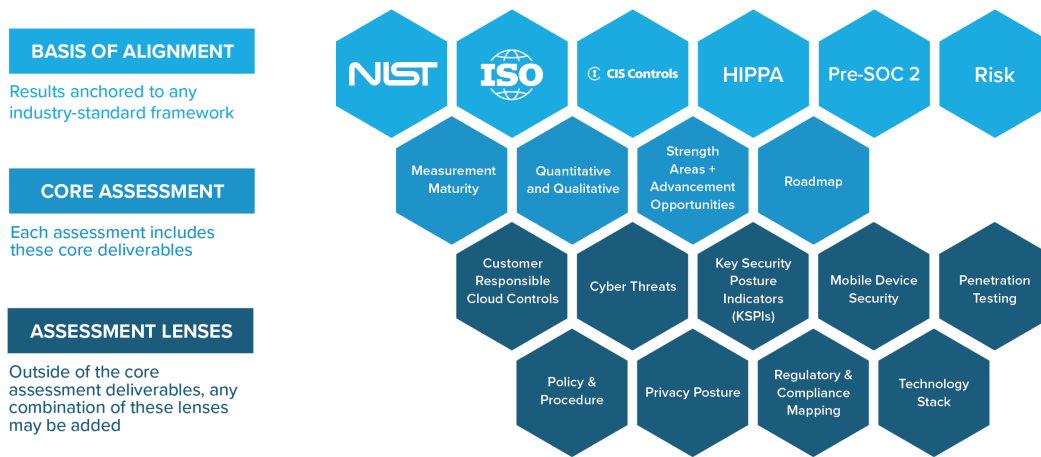 BASIS OF ALIGNMENT
Results anchored to any
industry-standard framework
NIST
ISO
CIS Controls
HIPPA
Pre-SOC 2
Risk
CORE ASSESSMENT
Each assessment includes
these core deliverables
Measurement
Maturity
Quantitative
and Qualitative
Strength
Areas +
Advancement
Opportunities
Roadmap
ASSESSMENT LENSES
Outside of the core
assessment deliverables, any
combination of these lenses
may be added
Customer
Responsible
Cloud Controls
Cyber Threats
Key Security
Posture
Indicators
(KSPIs)
Mobile Device
Security
Penetration
Testing
Policy &
Procedure
Privacy Posture
Regulatory &
Compliance
Mapping
Technology
Stack